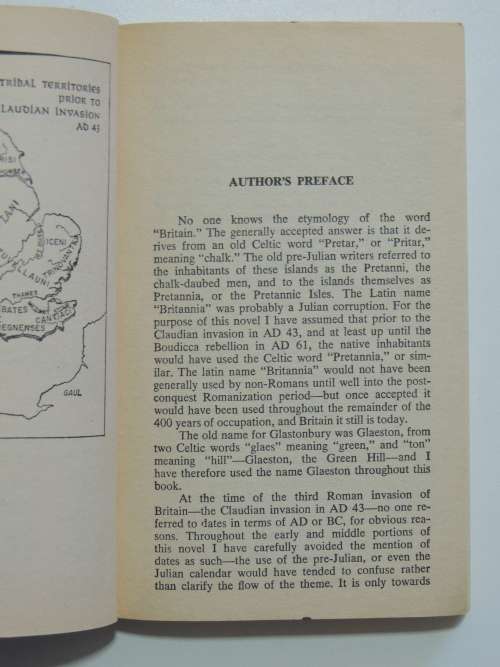 TRIBAL TERRITORIES
PRIOR TO
CLAUDIAN INVASION
AD 43
ICENI
TRINOVANTAE
THAMES
CANTIACI
REGNENSES
GAUL
AUTHOR'S PREFACE
No one knows the etymology of the word
"Britain." The generally accepted answer is that it de-
rives from an old Celtic word "Pretar," or "Pritar,"
meaning "chalk." The old pre-Julian writers referred to
the inhabitants of these islands as the Pretanni, the
chalk-daubed men, and to the islands themselves as
Pretannia, or the Pretannic Isles. The Latin name
"Britannia" was probably a Julian corruption. For the
purpose of this novel I have assumed that prior to the
Claudian invasion in AD 43, and at least up until the
Boudicca rebellion in AD 61, the native inhabitants
would have used the Celtic word "Pretannia," or sim-
ilar. The latin name "Britannia" would not have been
generally used by non-Romans until well into the post-
conquest Romanization period—but once accepted it
would have been used throughout the remainder of the
400 years of occupation, and Britain it still is today.
The old name for Glastonbury was Glaeston, from
two Celtic words "glaes" meaning "green," and "ton"
meaning "hill"—Glaeston, the Green Hill—and I
have therefore used the name Glaeston throughout this
book.
At the time of the third Roman invasion of
Britain—the Claudian invasion in AD 43—no one re-
ferred to dates in terms of AD or BC, for obvious rea-
sons. Throughout the early and middle portions of
this novel I have carefully avoided the mention of
dates as such—the use of the pre-Julian, or even the
Julian calendar would have tended to confuse rather
than clarify the flow of the theme. It is only towards